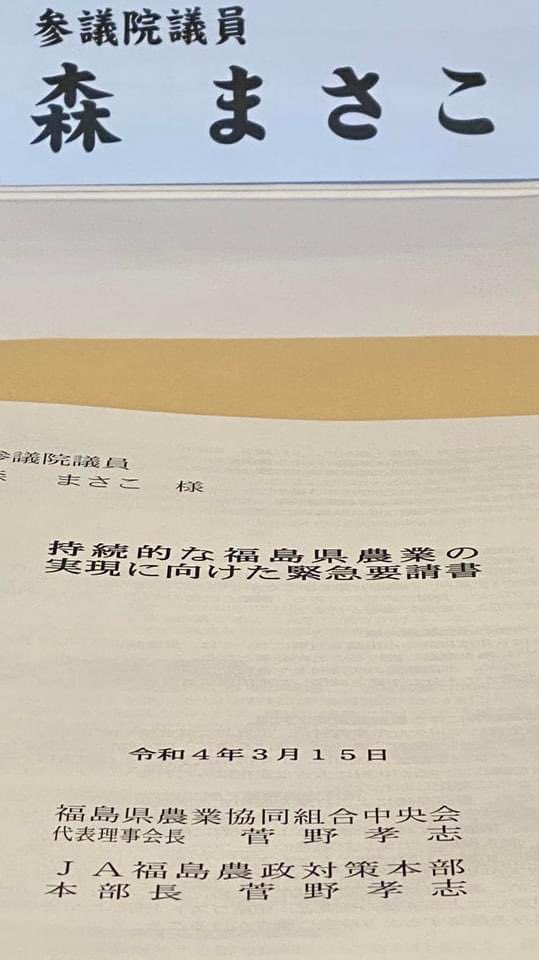 参議院議員
森 まさこ
参議院議員
まさこ 様
持続的な福島県農業の
実現に向けた緊急要請書
令和4年3月15日
福島県農業協同組合中央会
代表理事会長 菅野孝志
JA福島農政対策本部
本部長 菅野孝志